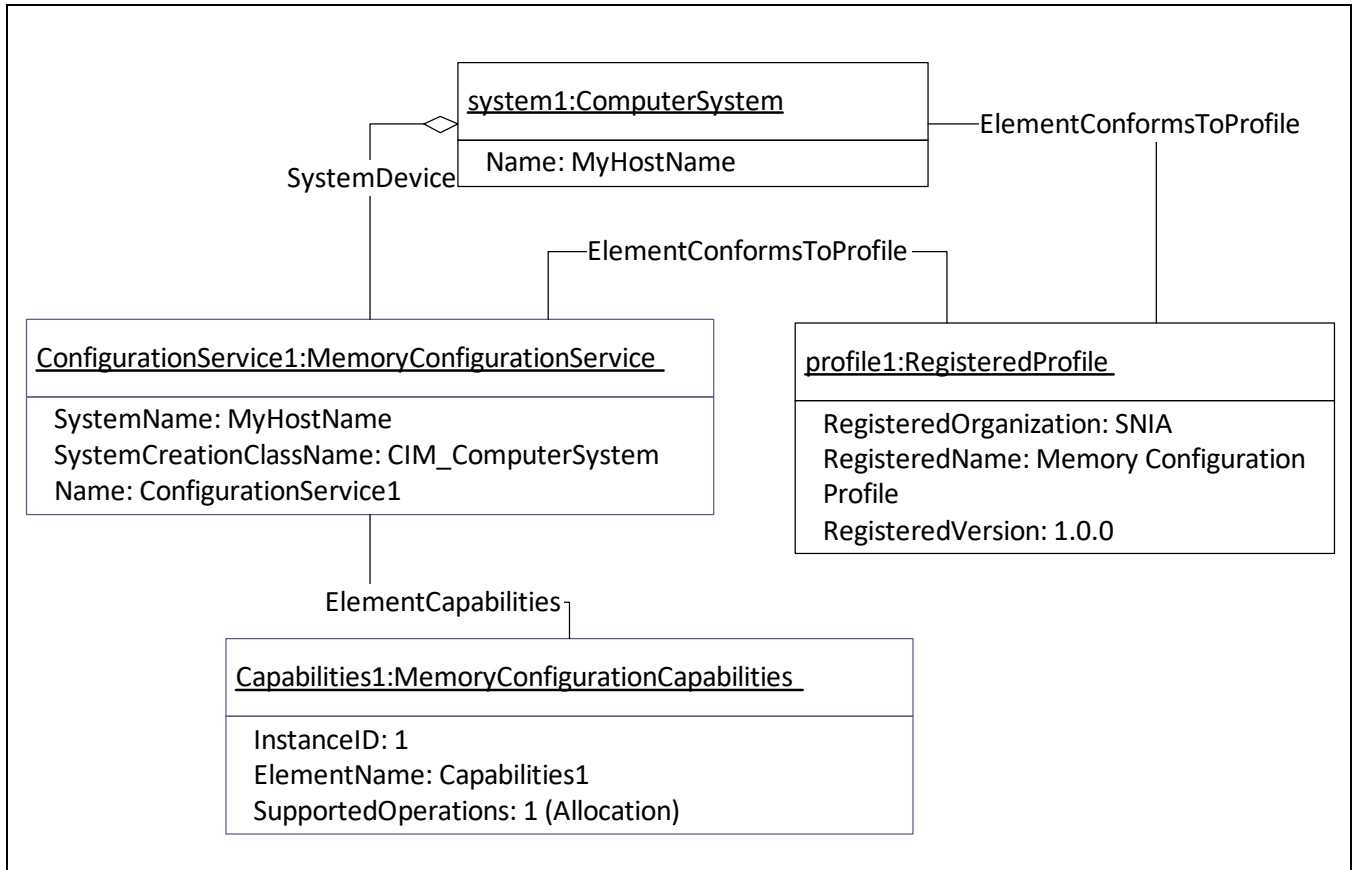 system1:ComputerSystem
Name: MyHostName
ElementConformsToProfile
SystemDevice
ElementConformsToProfile
ConfigurationService1:MemoryConfigurationService
SystemName: MyHostName
SystemCreationClassName: CIM_ComputerSystem
Name: ConfigurationService1
profile1:RegisteredProfile
RegisteredOrganization: SNIA
RegisteredName: Memory Configuration
Profile
RegisteredVersion: 1.0.0
ElementCapabilities
Capabilities1:MemoryConfigurationCapabilities
InstanceID: 1
ElementName: Capabilities1
SupportedOperations: 1 (Allocation)